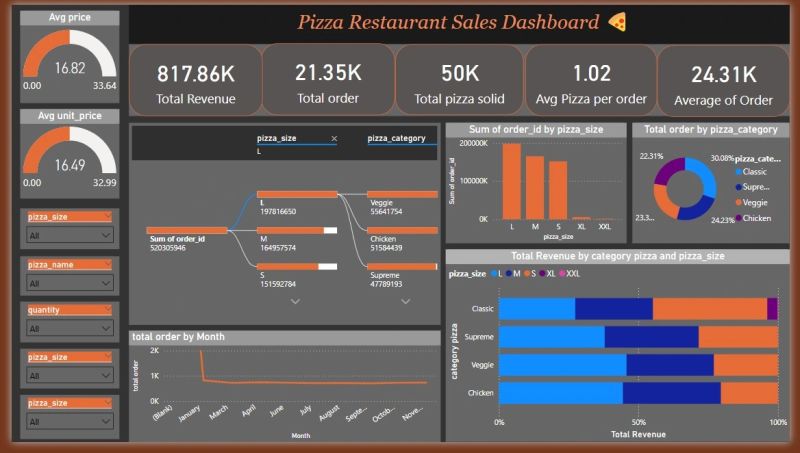 Pizza Restaurant Sales Dashboard
Avg price
16.82
0.00
33.64
Avg unit_price
16.49
0.00
32.99
pizza_size
All
pizza_name
All
quantity
All
pizza_size
All
pizza_size
All
817.86K
Total Revenue
21.35K
Total order
50K
Total pizza solid
1.02
Avg Pizza per order
24.31K
Average of Order
pizza_size
L
pizza_category
Sum of order_id
520305946
L
197816650
M
164957574
S
151592784
Veggie
55641754
Chicken
51584439
Supreme
47789193
Sum of order_id by pizza_size
Sum of order_id
200000K
100000K
0K
L M S XL XXL
pizza_size
Total order by pizza_category
22.31%
30.08%
23.3...
24.23%
pizza_cate...
Classic
Supre...
Veggie
Chicken
total order by Month
total order
2K
1K
0K
(Blank) January March April June July August Septe... Octob... Nove...
Month
Total Revenue by category pizza and pizza_size
pizza_size L M S XL XXL
category pizza
Classic
Supreme
Veggie
Chicken
0% 50% 100%
Total Revenue